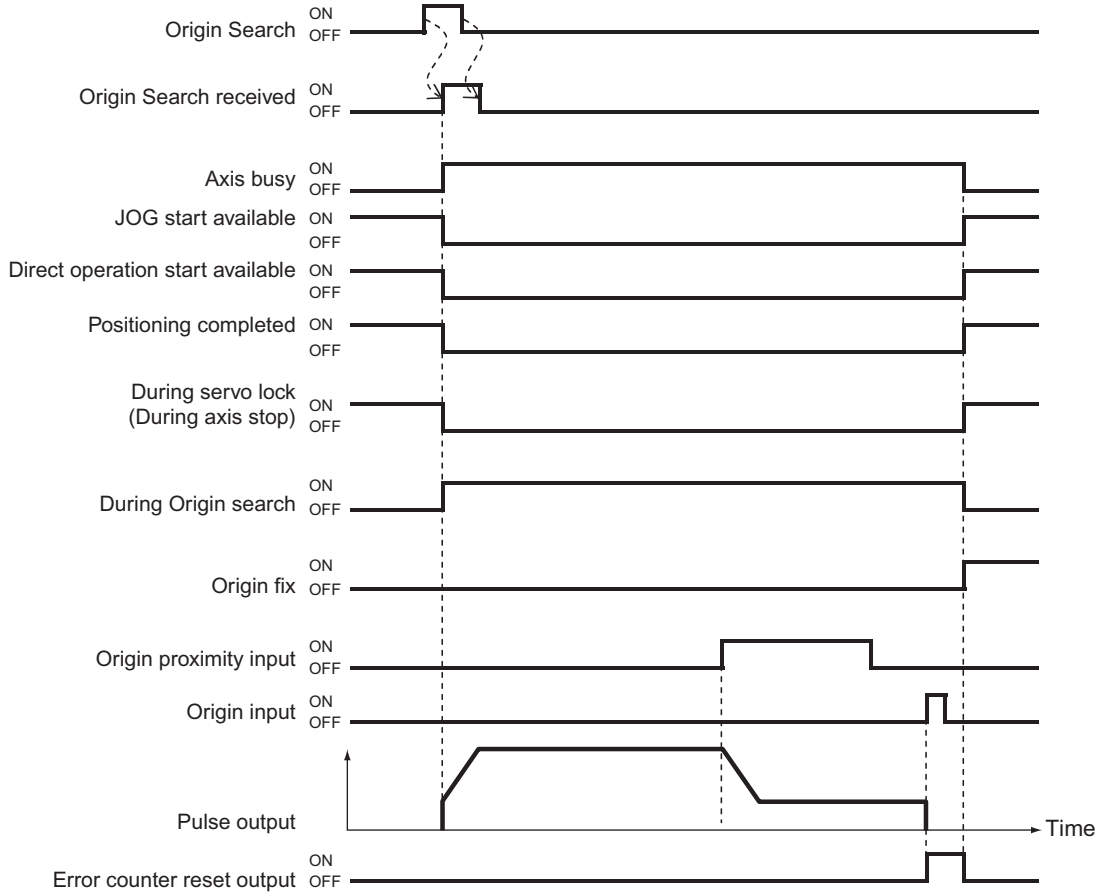 Origin Search ON
OFF
Origin Search received ON
OFF
Axis busy ON
OFF
JOG start available ON
OFF
Direct operation start available ON
OFF
Positioning completed ON
OFF
During servo lock
(During axis stop) ON
OFF
During Origin search ON
OFF
Origin fix ON
OFF
Origin proximity input ON
OFF
Origin input ON
OFF
Pulse output
Time
Error counter reset output ON
OFF